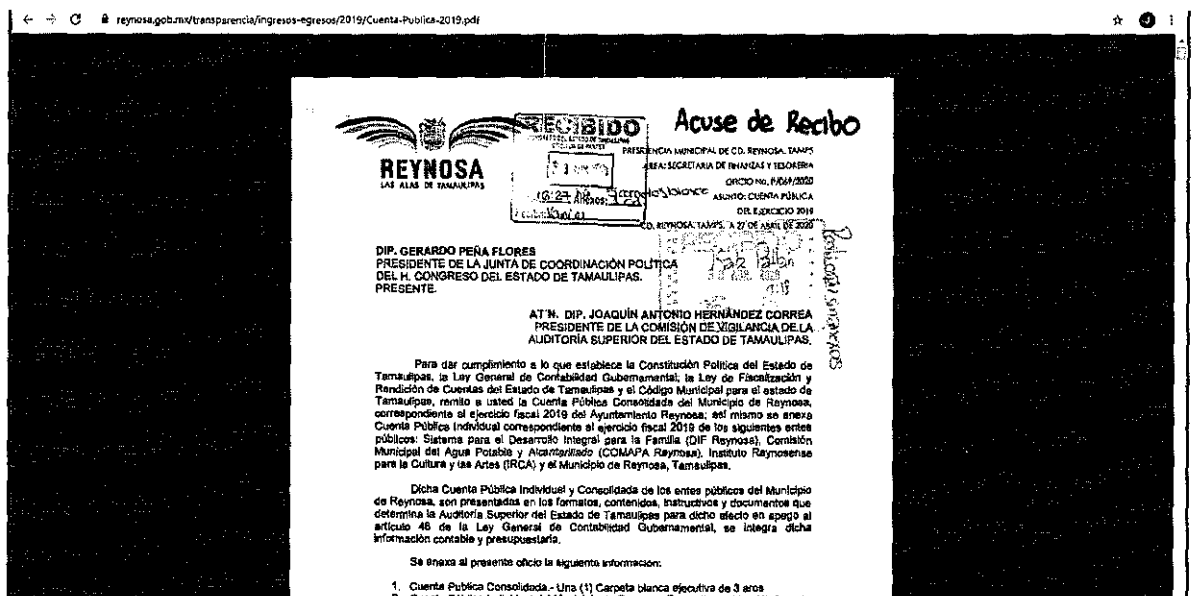 reynosa.gob.mx/transparencia/ingresos-egresos/2019/Cuenta-Publica-2019.pdf
REYNOSA
LAS ALAS DE TAMAULIPAS
RECIBIDO
16:27
Anexos:
Acuse de Recibo
PRESIDENCIA MUNICIPAL DE CD. REYNOSA, TAMPS
AREA: SECRETARIA DE FINANZAS Y TESORERIA
ASUNTO: CUENTA PÚBLICA
DEL EJERCICIO 2019
CD. REYNOSA, TAMPS, A 27 DE ABRIL DE 2020
DIP. GERARDO PEÑA FLORES
PRESIDENTE DE LA JUNTA DE COORDINACIÓN POLÍTICA
DEL H. CONGRESO DEL ESTADO DE TAMAULIPAS.
PRESENTE.
AT'N. DIP. JOAQUÍN ANTONIO HERNÁNDEZ CORREA
PRESIDENTE DE LA COMISIÓN DE VIGILANCIA DE LA
AUDITORÍA SUPERIOR DEL ESTADO DE TAMAULIPAS.
Para dar cumplimiento a lo que establece la Constitución Política del Estado de
Tamaulipas, la Ley General de Contabilidad Gubernamental; la Ley de Fiscalización y
Rendición de Cuentas del Estado de Tamaulipas y el Código Municipal para el estado de
Tamaulipas, remito a usted la Cuenta Pública Consolidada del Municipio de Reynosa,
correspondiente al ejercicio fiscal 2019 del Ayuntamiento Reynosa; así mismo se anexa
Cuenta Pública Individual correspondiente al ejercicio fiscal 2019 de los siguientes entes
públicos: Sistema para el Desarrollo Integral para la Familia (DIF Reynosa), Comisión
Municipal del Agua Potable y Alcantarillado (COMAPA Reynosa), Instituto Reynosense
para la Cultura y las Artes (IRCA) y el Municipio de Reynosa, Tamaulipas.
Dicha Cuenta Pública Individual y Consolidada de los entes públicos del Municipio
de Reynosa, son presentadas en los formatos, contenidos, instructivos y documentos que
determina la Auditoría Superior del Estado de Tamaulipas para dicho efecto en apego al
artículo 46 de la Ley General de Contabilidad Gubernamental, se integra dicha
información contable y presupuestaria.
Se anexa al presente oficio la siguiente información:
1. Cuenta Publica Consolidada.- Una (1) Carpeta blanca ejecutiva de 3 aros